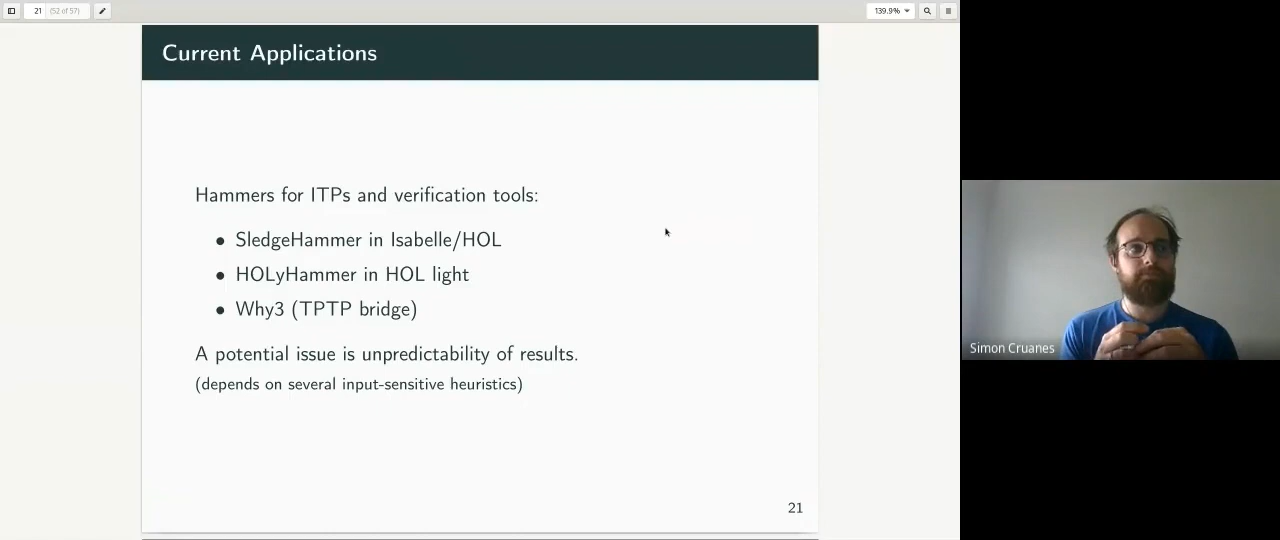 21 (52 of 57)
139.9%
Current Applications
Hammers for ITPs and verification tools:
• SledgeHammer in Isabelle/HOL
• HOLyHammer in HOL light
• Why3 (TPTP bridge)
A potential issue is unpredictability of results.
(depends on several input-sensitive heuristics)
21
Simon Cruanes